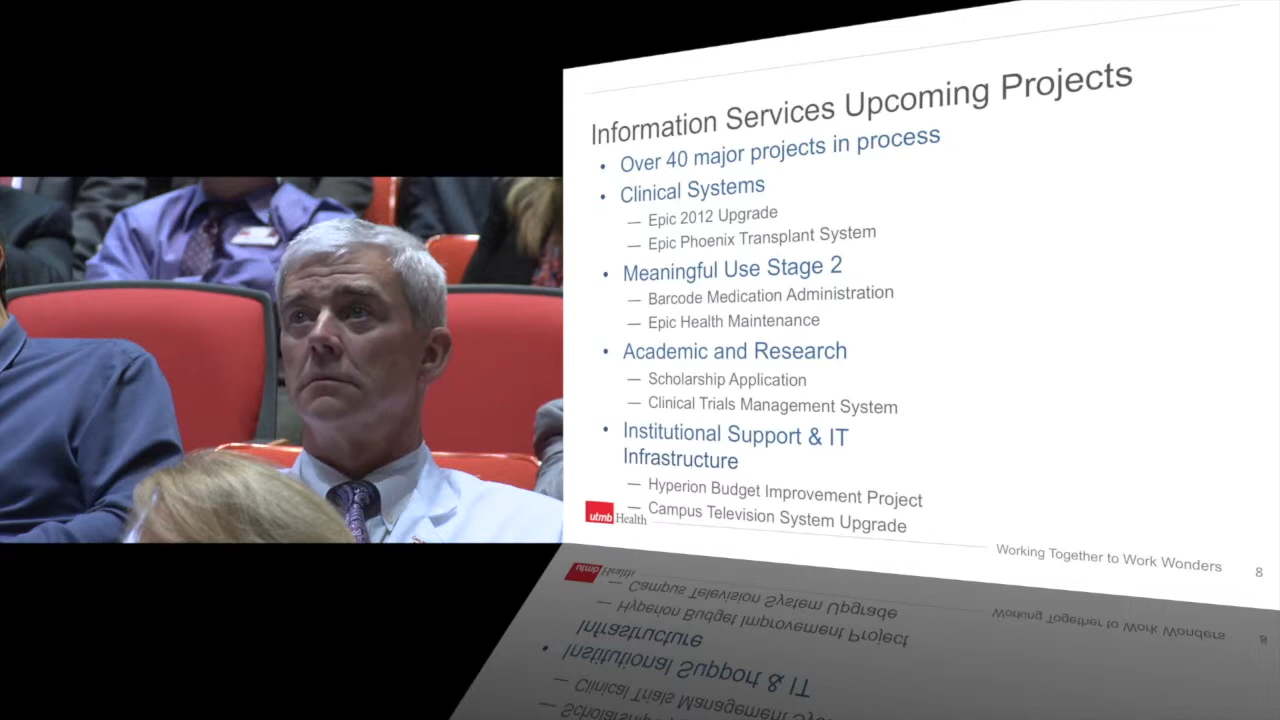 Information Services Upcoming Projects
• Over 40 major projects in process
• Clinical Systems
— Epic 2012 Upgrade
— Epic Phoenix Transplant System
• Meaningful Use Stage 2
— Barcode Medication Administration
— Epic Health Maintenance
• Academic and Research
— Scholarship Application
— Clinical Trials Management System
• Institutional Support & IT
Infrastructure
— Hyperion Budget Improvement Project
— Campus Television System Upgrade
utmb Health
Working Together to Work Wonders
8